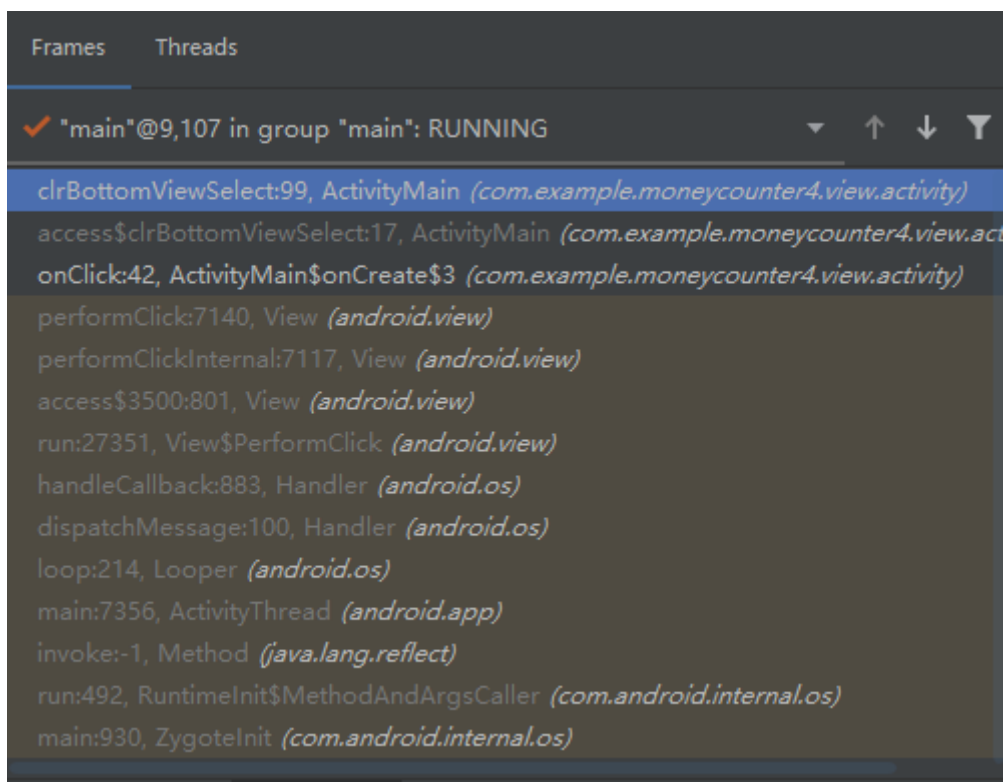 Frames Threads
"main"@9,107 in group "main": RUNNING
clrBottomViewSelect:99, ActivityMain (com.example.moneycounter4.view.activity)
access$clrBottomViewSelect:17, ActivityMain (com.example.moneycounter4.view.act
onClick:42, ActivityMain$onCreate$3 (com.example.moneycounter4.view.activity)
performClick:7140, View (android.view)
performClickInternal:7117, View (android.view)
access$3500:801, View (android.view)
run:27351, View$PerformClick (android.view)
handleCallback:883, Handler (android.os)
dispatchMessage:100, Handler (android.os)
loop:214, Looper (android.os)
main:7356, ActivityThread (android.app)
invoke:-1, Method (java.lang.reflect)
run:492, RuntimeInit$MethodAndArgsCaller (com.android.internal.os)
main:930, ZygoteInit (com.android.internal.os)